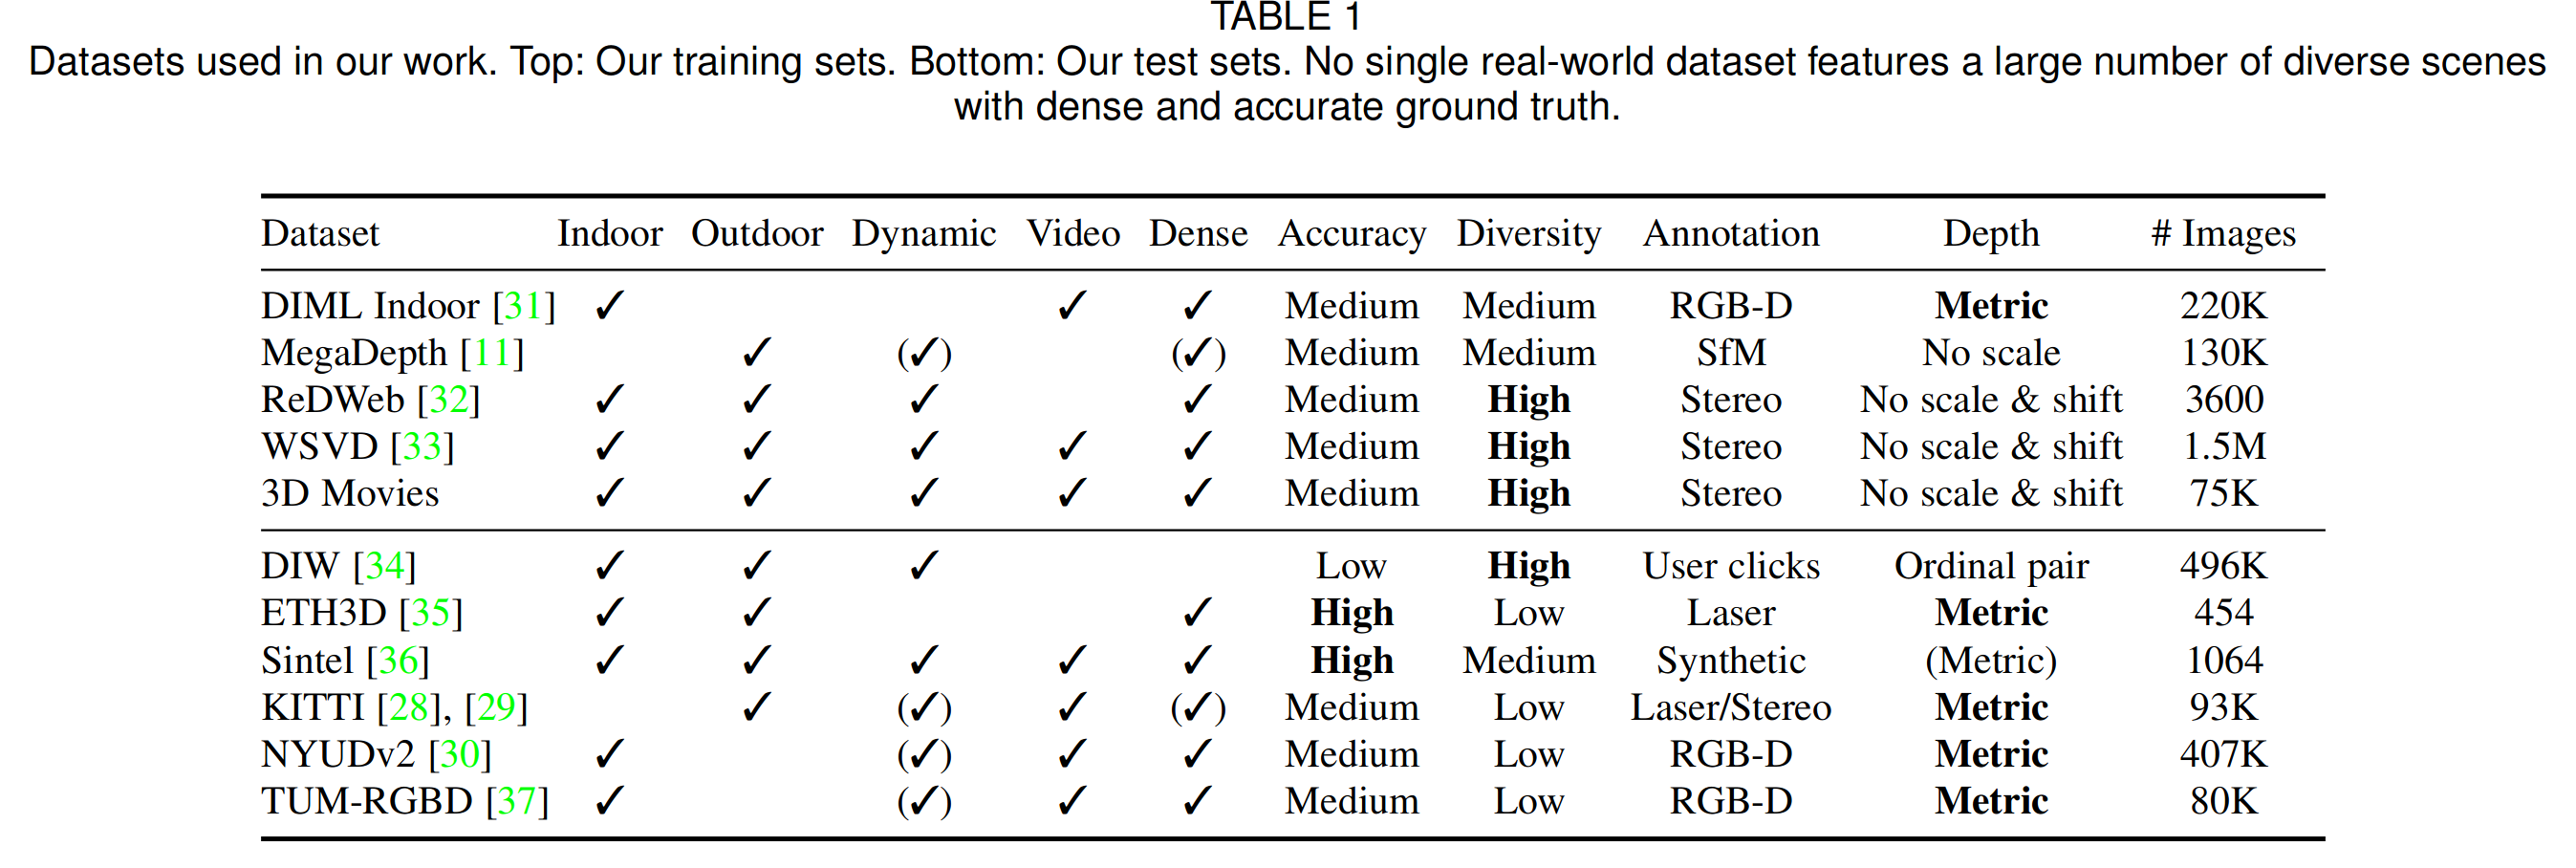 TABLE 1
Datasets used in our work. Top: Our training sets. Bottom: Our test sets. No single real-world dataset features a large number of diverse scenes
with dense and accurate ground truth.
Dataset Indoor Outdoor Dynamic Video Dense Accuracy Diversity Annotation Depth # Images
DIML Indoor [31] ✓ ✓ ✓ Medium Medium RGB-D Metric 220K
MegaDepth [11] ✓ (✓) (✓) Medium Medium SfM No scale 130K
ReDWeb [32] ✓ ✓ ✓ ✓ Medium High Stereo No scale & shift 3600
WSVD [33] ✓ ✓ ✓ ✓ ✓ Medium High Stereo No scale & shift 1.5M
3D Movies ✓ ✓ ✓ ✓ ✓ Medium High Stereo No scale & shift 75K
DIW [34] ✓ ✓ ✓ Low High User clicks Ordinal pair 496K
ETH3D [35] ✓ ✓ ✓ High Low Laser Metric 454
Sintel [36] ✓ ✓ ✓ ✓ ✓ High Medium Synthetic (Metric) 1064
KITTI [28], [29] ✓ (✓) ✓ (✓) Medium Low Laser/Stereo Metric 93K
NYUDv2 [30] ✓ (✓) ✓ ✓ Medium Low RGB-D Metric 407K
TUM-RGBD [37] ✓ (✓) ✓ ✓ Medium Low RGB-D Metric 80K